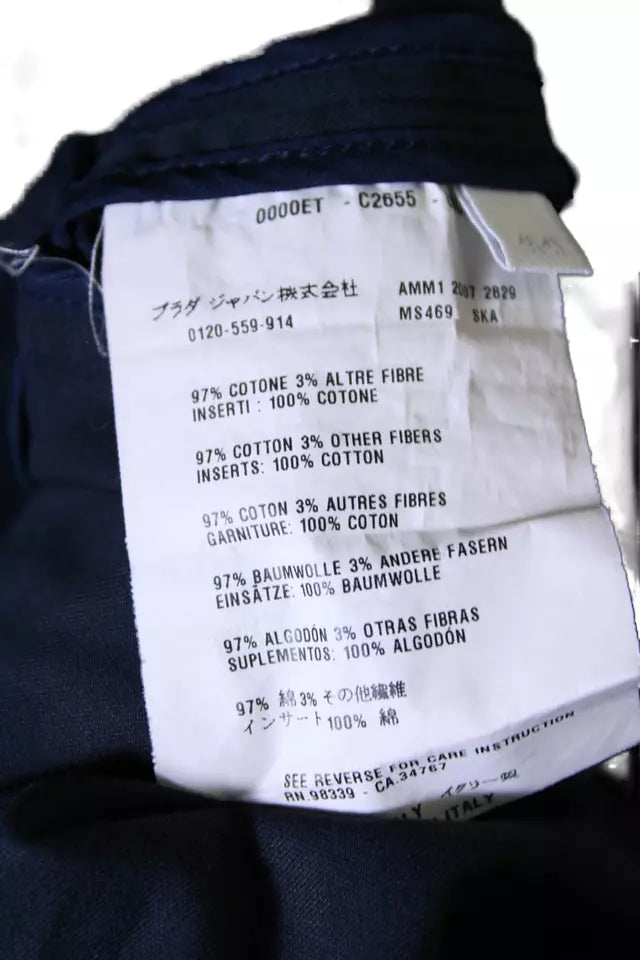 0000ET - C2655 -
プラダ ジャパン株式会社
0120-559-914
AMM1 2007 2829
MS469 SKA
97% COTONE 3% ALTRE FIBRE
INSERTI : 100% COTONE
97% COTTON 3% OTHER FIBERS
INSERTS: 100% COTTON
97% COTON 3% AUTRES FIBRES
GARNITURE: 100% COTON
97% BAUMWOLLE 3% ANDERE FASERN
EINSÄTZE: 100% BAUMWOLLE
97% ALGODÓN 3% OTRAS FIBRAS
SUPLEMENTOS: 100% ALGODÓN
97% 綿 3% その他繊維
インサート 100% 綿
SEE REVERSE FOR CARE INSTRUCTION
RN.98339 - CA.34767
ITALY